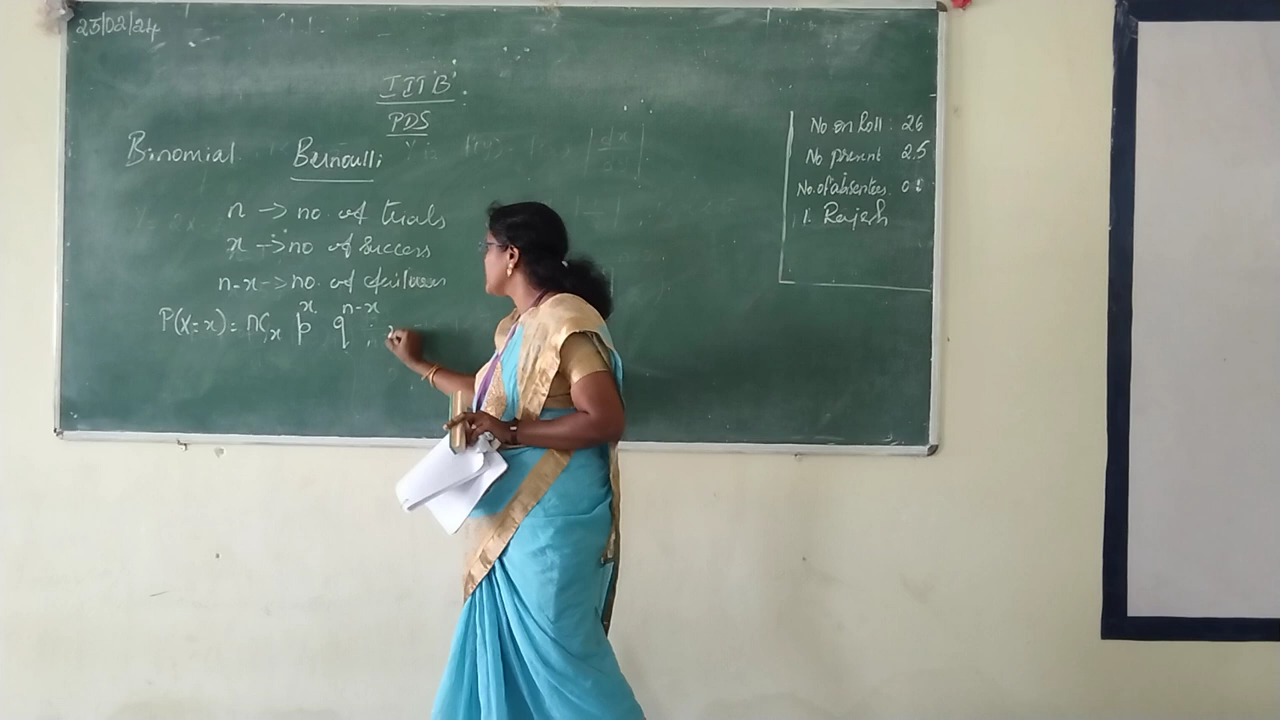 23/02/24
III B
PDS
Binomial Bernoulli
n -> no. of trials
x -> no of success
n-x -> no. of failures
P(X=x) = nCx p^x q^n-x ;
No on Roll : 26
No present 25
No. of absentees 01
1. Rajesh